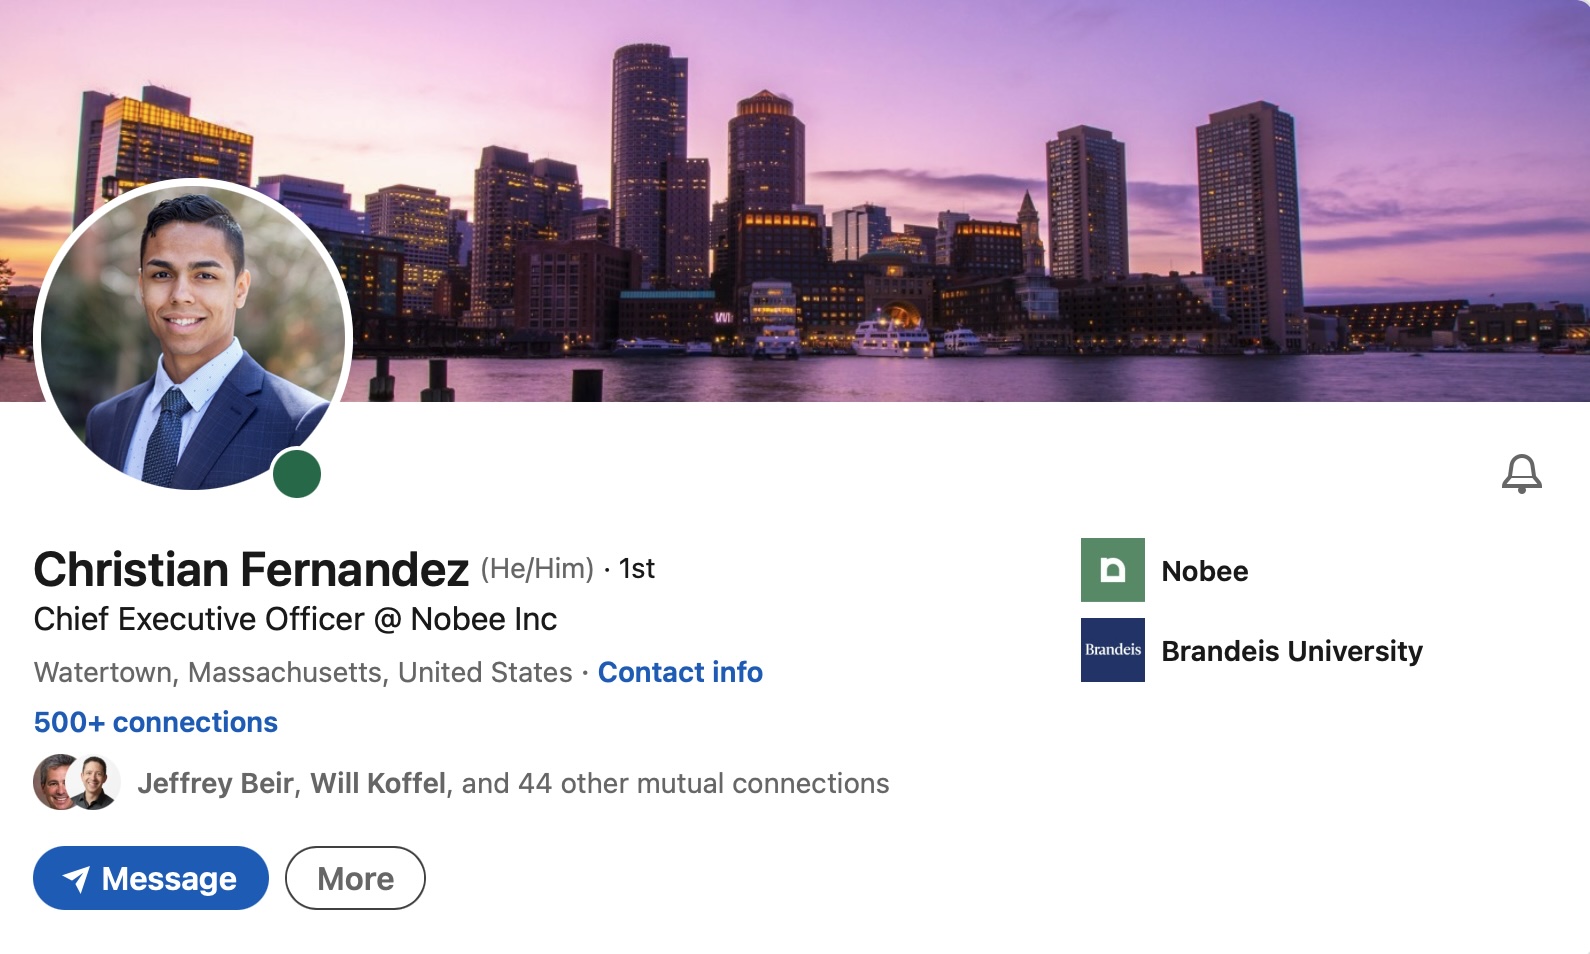 Christian Fernandez (He/Him) · 1st
Chief Executive Officer @ Nobee Inc
Watertown, Massachusetts, United States · Contact info
500+ connections
Jeffrey Beir, Will Koffel, and 44 other mutual connections
Message
More
n
Nobee
Brandeis
Brandeis University